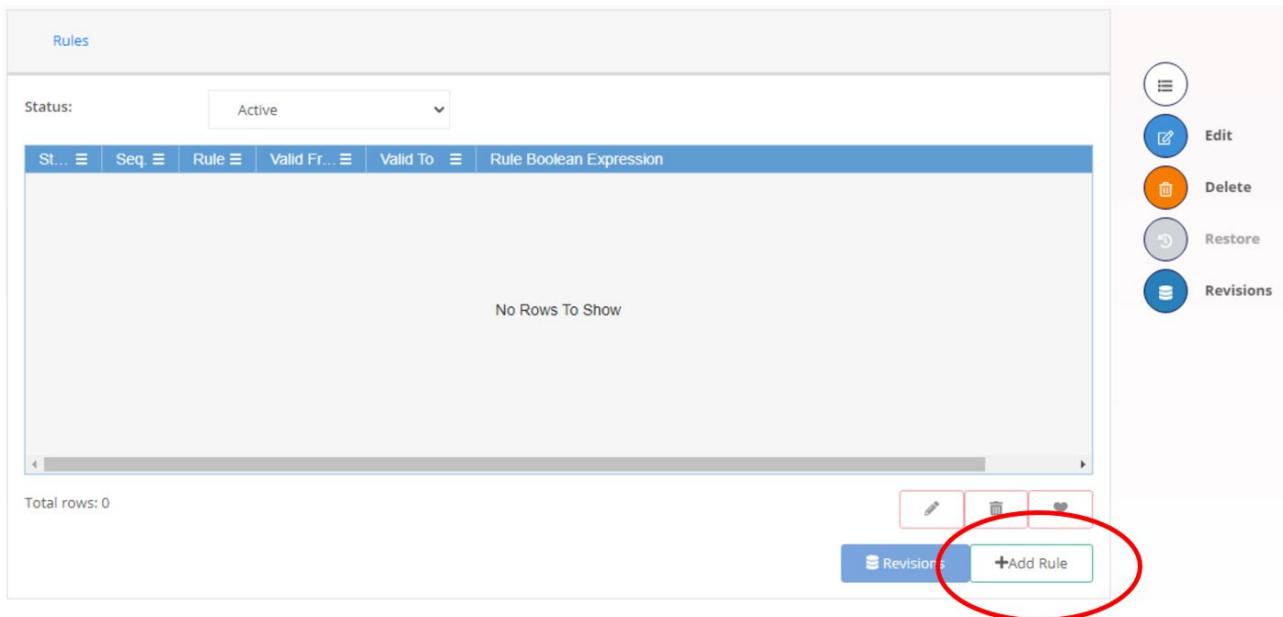 Rules
Status:
Active
St... Seq. Rule Valid Fr... Valid To Rule Boolean Expression
No Rows To Show
Total rows: 0
Revisions +Add Rule
Edit
Delete
Restore
Revisions